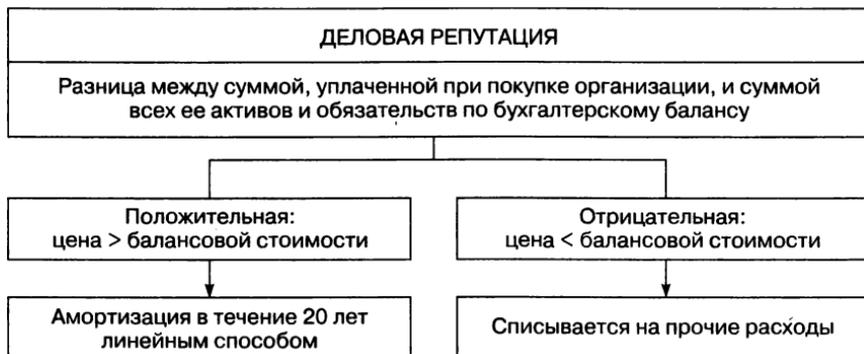 ДЕЛОВАЯ РЕПУТАЦИЯ
Разница между суммой, уплаченной при покупке организации, и суммой
всех ее активов и обязательств по бухгалтерскому балансу
Положительная:
цена > балансовой стоимости
Отрицательная:
цена < балансовой стоимости
Амортизация в течение 20 лет
линейным способом
Списывается на прочие расходы